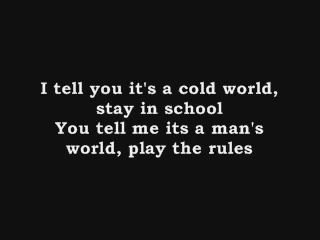 I tell you it's a cold world,
stay in school
You tell me its a man's
world, play the rules